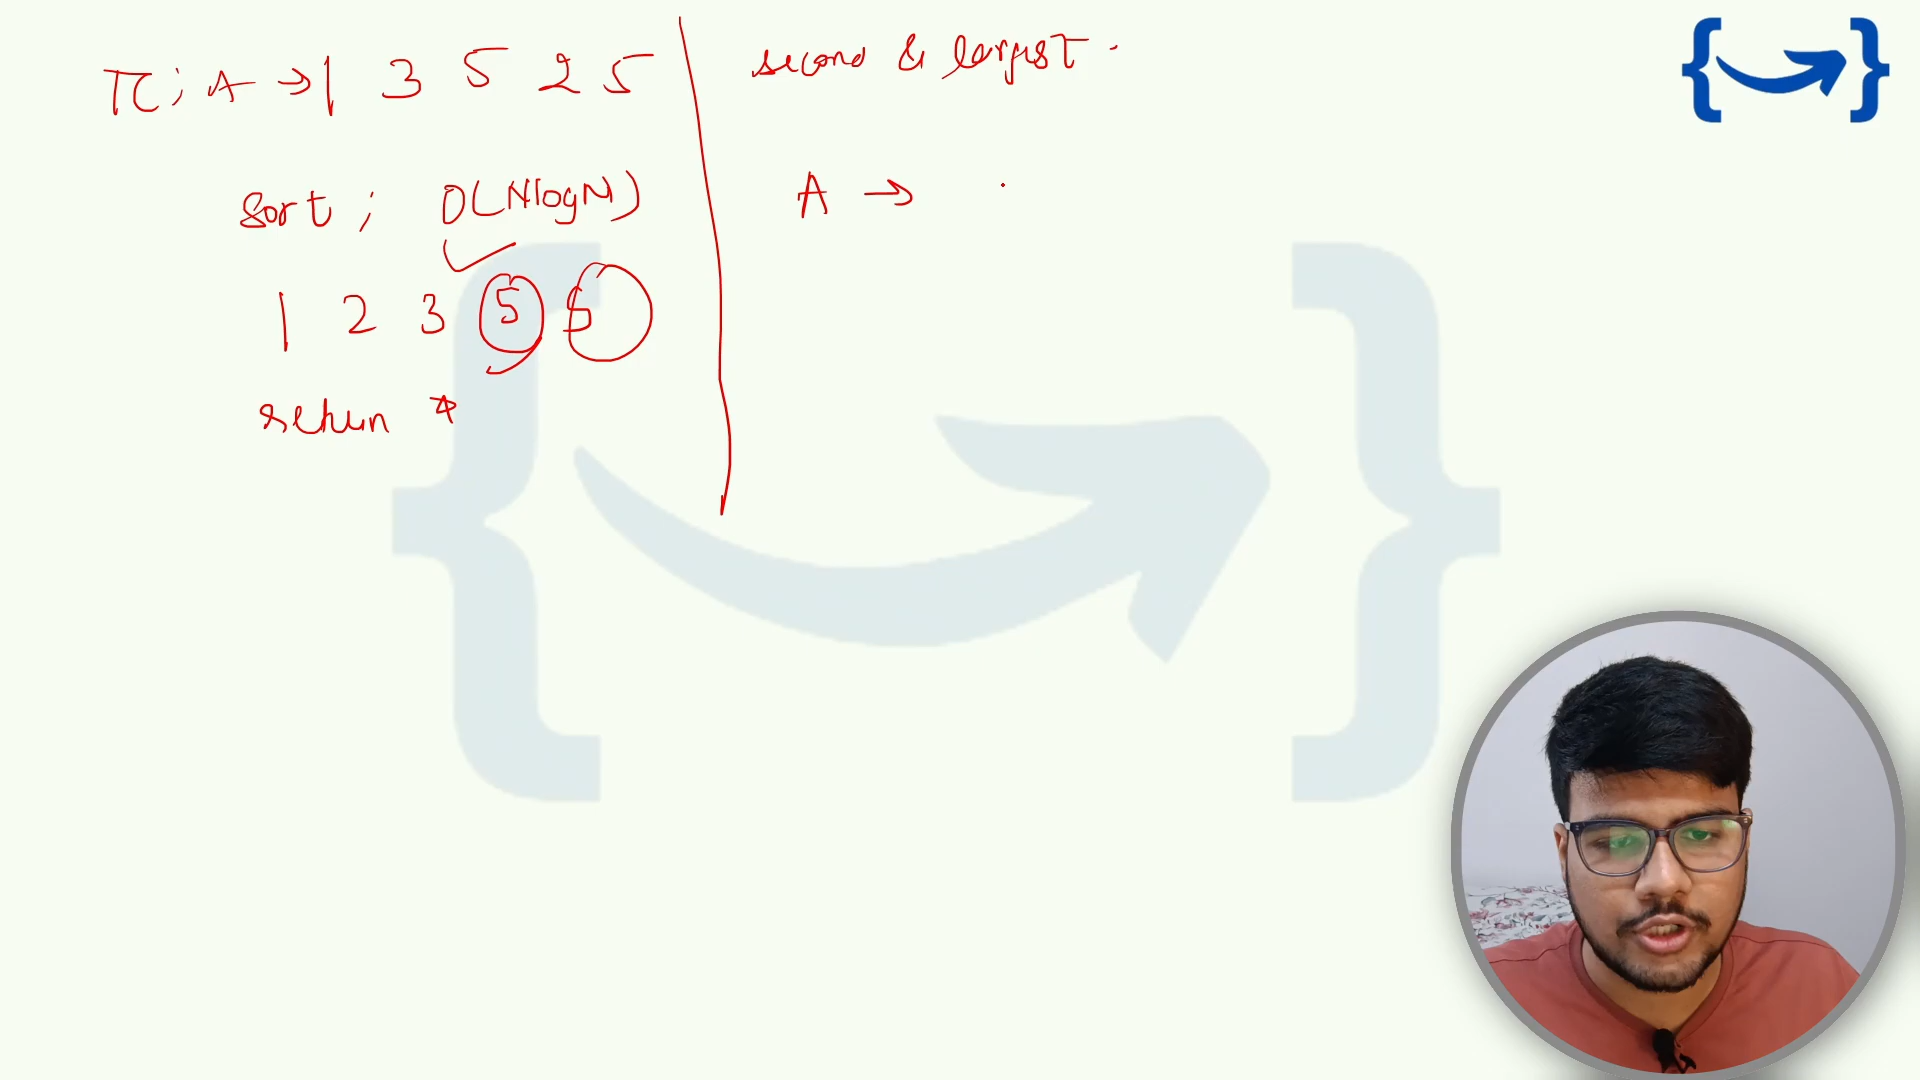 TC; A → 1 3 5 2 5
Sort; O(NlogN)
1 2 3 5 5
return
second & largest.
A →